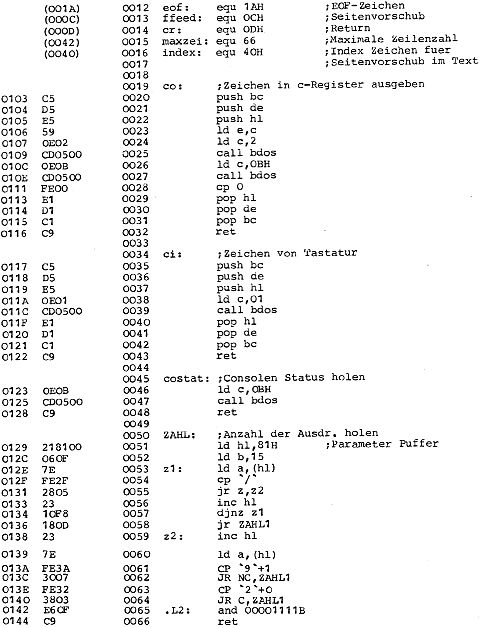 (001A) 0012 eof: equ 1AH ;EOF-Zeichen
(000C) 0013 ffeed: equ 0CH ;Seitenvorschub
(000D) 0014 cr: equ 0DH ;Return
(0042) 0015 maxzei: equ 66 ;Maximale Zeilenzahl
(0040) 0016 index: equ 40H ;Index Zeichen fuer
0017 ;Seitenvorschub im Text
0018
0019 co: ;Zeichen in c-Register ausgeben
0103 C5 0020 push bc
0104 D5 0021 push de
0105 E5 0022 push hl
0106 59 0023 ld e,c
0107 0E02 0024 ld c,2
0109 CD0500 0025 call bdos
010C 0E0B 0026 ld c,0BH
010E CD0500 0027 call bdos
0111 FE00 0028 cp 0
0113 E1 0029 pop hl
0114 D1 0030 pop de
0115 C1 0031 pop bc
0116 C9 0032 ret
0033
0034 ci: ;Zeichen von Tastatur
0117 C5 0035 push bc
0118 D5 0036 push de
0119 E5 0037 push hl
011A 0E01 0038 ld c,01
011C CD0500 0039 call bdos
011F E1 0040 pop hl
0120 D1 0041 pop de
0121 C1 0042 pop bc
0122 C9 0043 ret
0044
0045 costat: ;Consolen Status holen
0123 0E0B 0046 ld c,0BH
0125 CD0500 0047 call bdos
0128 C9 0048 ret
0049
0050 ZAHL: ;Anzahl der Ausdr. holen
0129 218100 0051 ld hl,81H ;Parameter Puffer
012C 060F 0052 ld b,15
012E 7E 0053 z1: ld a,(hl)
012F FE2F 0054 cp `/`
0131 2805 0055 jr z,z2
0133 23 0056 inc hl
0134 10F8 0057 djnz z1
0136 180D 0058 jr ZAHL1
0138 23 0059 z2: inc hl
0139 7E 0060 ld a,(hl)
013A FE3A 0061 CP `9`+1
013C 3007 0062 JR NC,ZAHL1
013E FE32 0063 CP `2`+0
0140 3803 0064 JR C,ZAHL1
0142 E60F 0065 .L2: and 00001111B
0144 C9 0066 ret